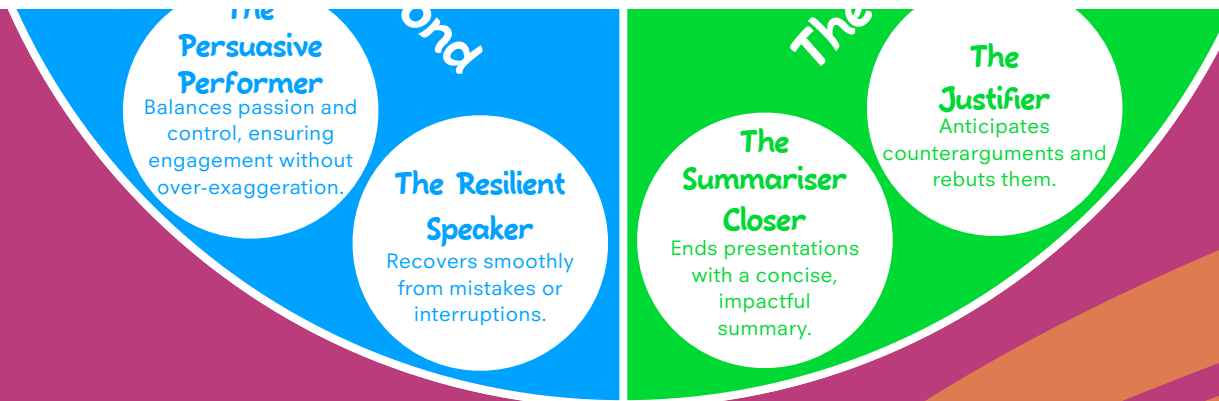 The
Persuasive
Performer
Balances passion and
control, ensuring
engagement without
over-exaggeration.
The Resilient
Speaker
Recovers smoothly
from mistakes or
interruptions.
ond
The
The
Summariser
Closer
Ends presentations
with a concise,
impactful
summary.
The
Justifier
Anticipates
counterarguments and
rebuts them.